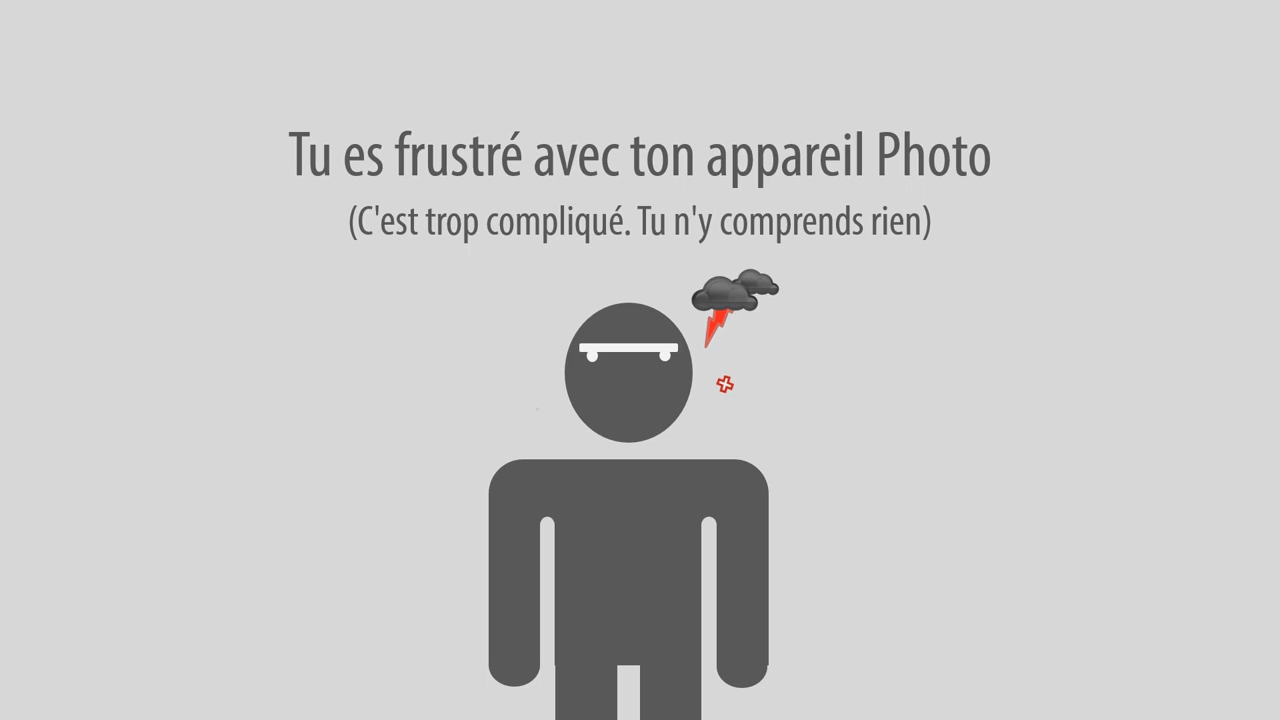 Tu es frustré avec ton appareil Photo
(C'est trop compliqué. Tu n'y comprends rien)